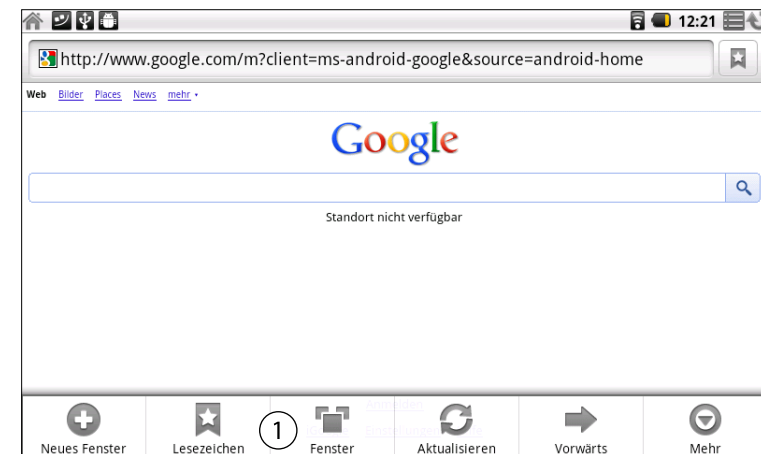 12:21
http://www.google.com/m?client=ms-android-google&source=android-home
Web Bilder Places News mehr
Google
Standort nicht verfügbar
1
Neues Fenster Lesezeichen Fenster Aktualisieren Vorwärts Mehr